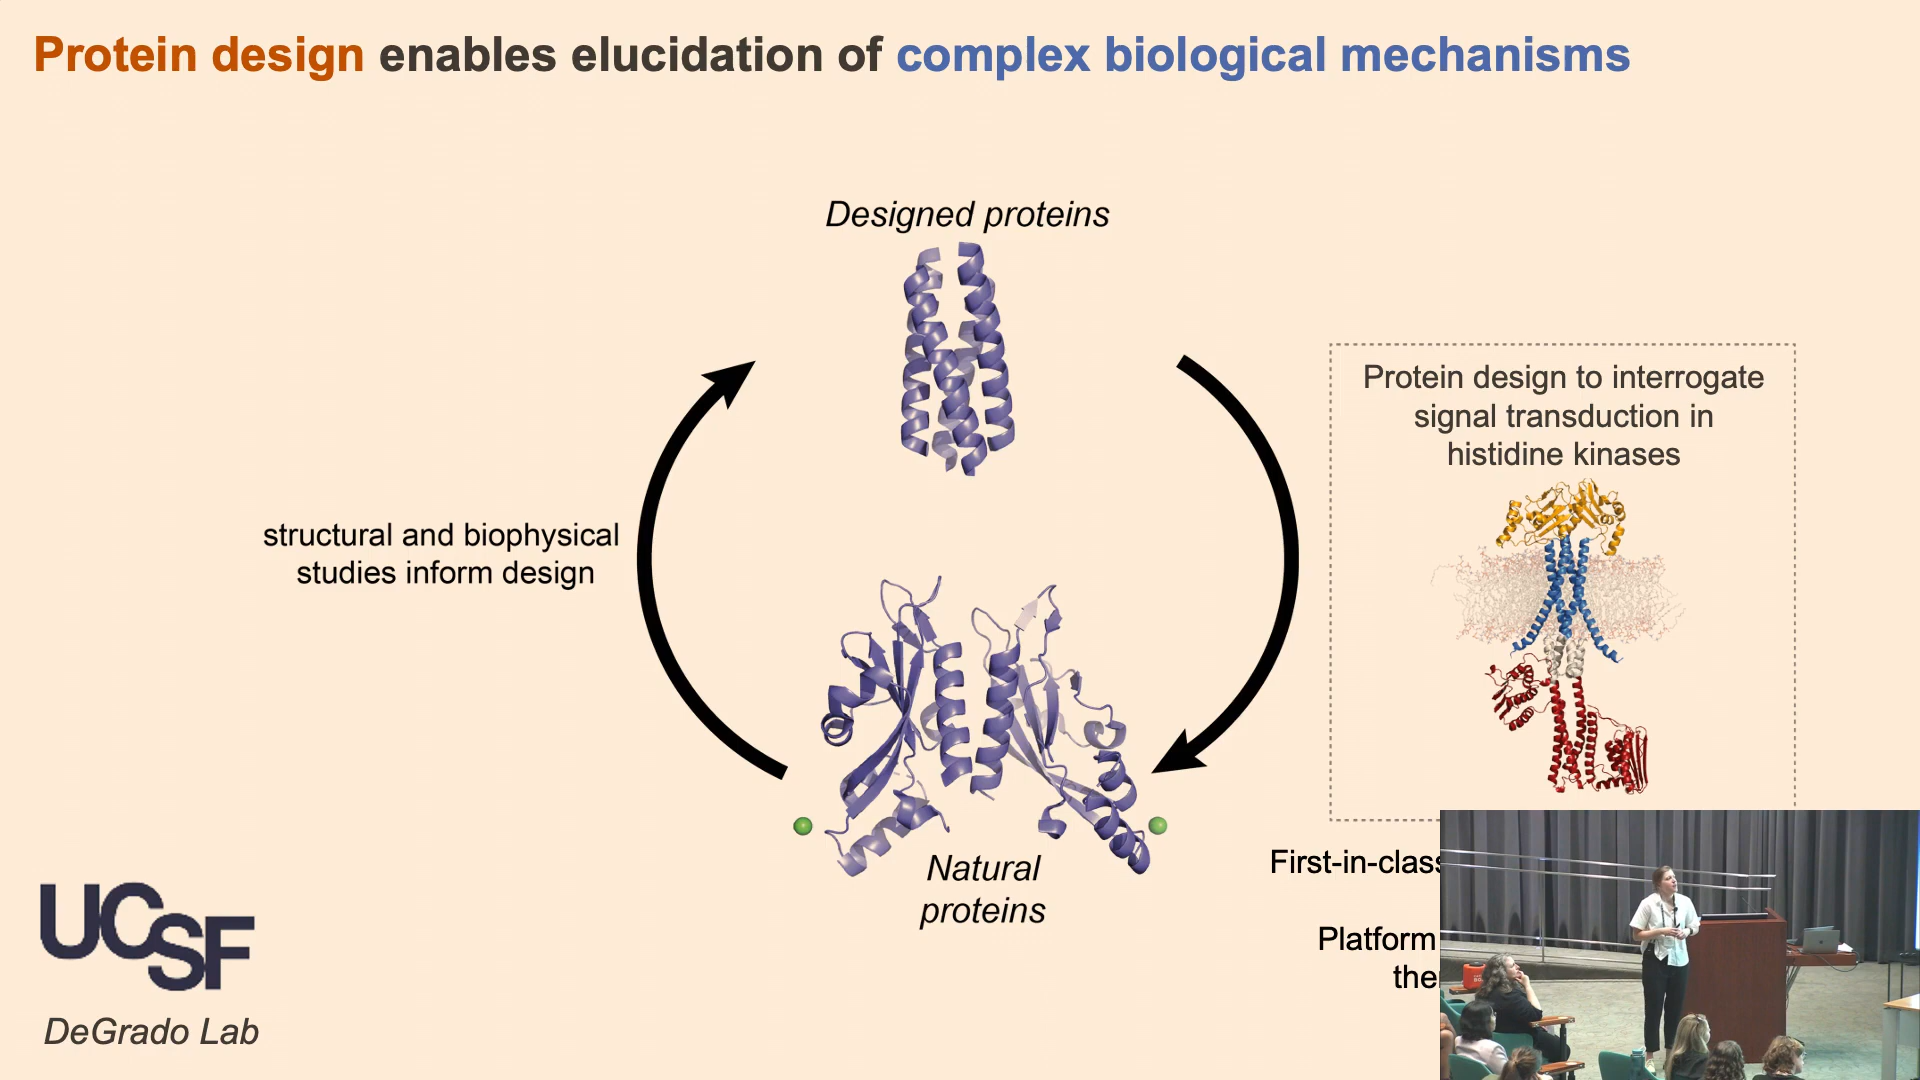 Protein design enables elucidation of complex biological mechanisms
Designed proteins
Protein design to interrogate
signal transduction in
histidine kinases
structural and biophysical
studies inform design
Natural
proteins
First-in-class
Platform
UCSF
DeGrado Lab